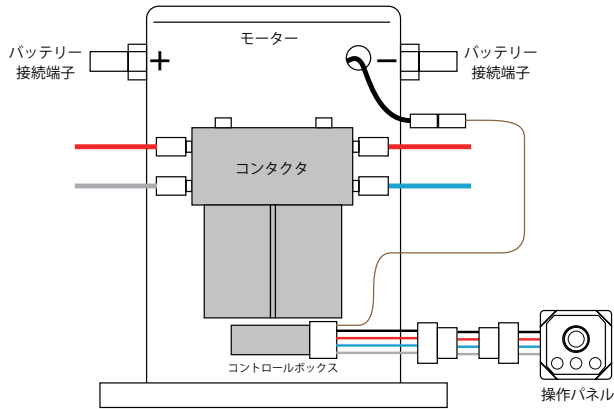 モーター
バッテリー
接続端子
+
−
バッテリー
接続端子
コンタクタ
コントロールボックス
操作パネル